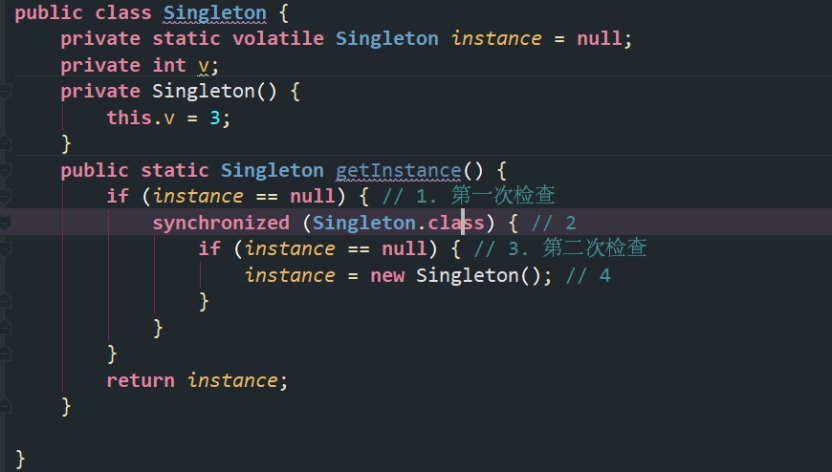 public class Singleton {
    private static volatile Singleton instance = null;
    private int v;
    private Singleton() {
        this.v = 3;
    }
    public static Singleton getInstance() {
        if (instance == null) { // 1. 第一次检查
            synchronized (Singleton.class) { // 2
                if (instance == null) { // 3. 第二次检查
                    instance = new Singleton(); // 4
                }
            }
        }
        return instance;
    }
}